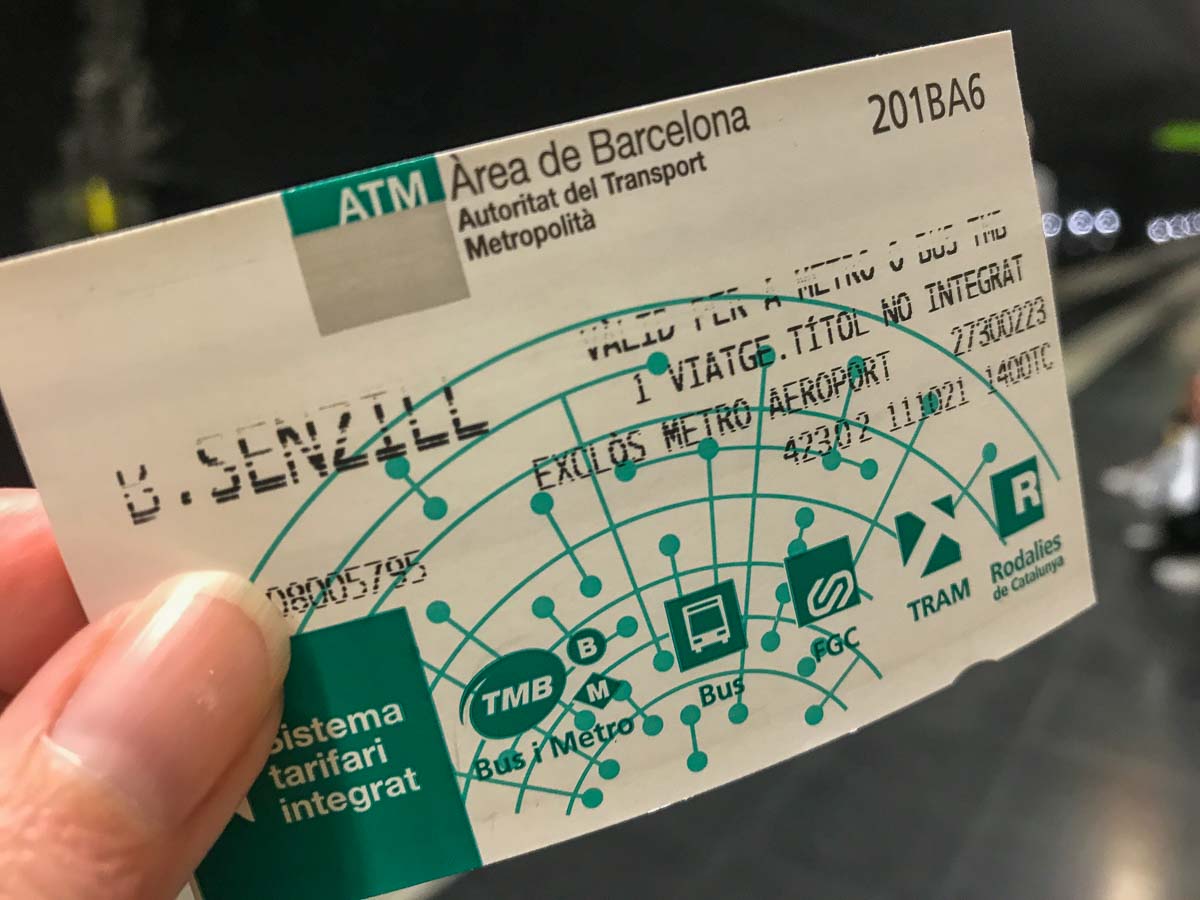 ATM
Àrea de Barcelona
Autoritat del Transport
Metropolità
201BA6
VÀLID PER A METRO O BUS TMB
1 VIATGE.TÍTOL NO INTEGRAT
EXCLÒS METRO AEROPORT 27300223
42302 111021 1400TC
B.SENZILL
08005795
Sistema
tarifari
integrat
TMB
B
M
Bus i Metro
Bus
FGC
TRAM
R
Rodalies
de Catalunya